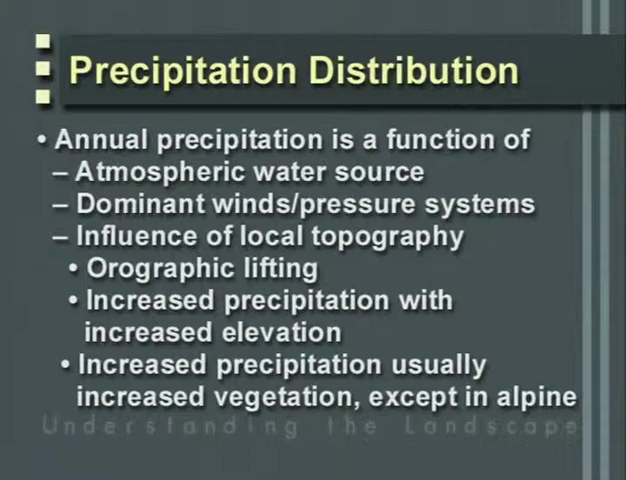 Precipitation Distribution
• Annual precipitation is a function of
– Atmospheric water source
– Dominant winds/pressure systems
– Influence of local topography
• Orographic lifting
• Increased precipitation with
increased elevation
• Increased precipitation usually
increased vegetation, except in alpine
Understanding the Landscape